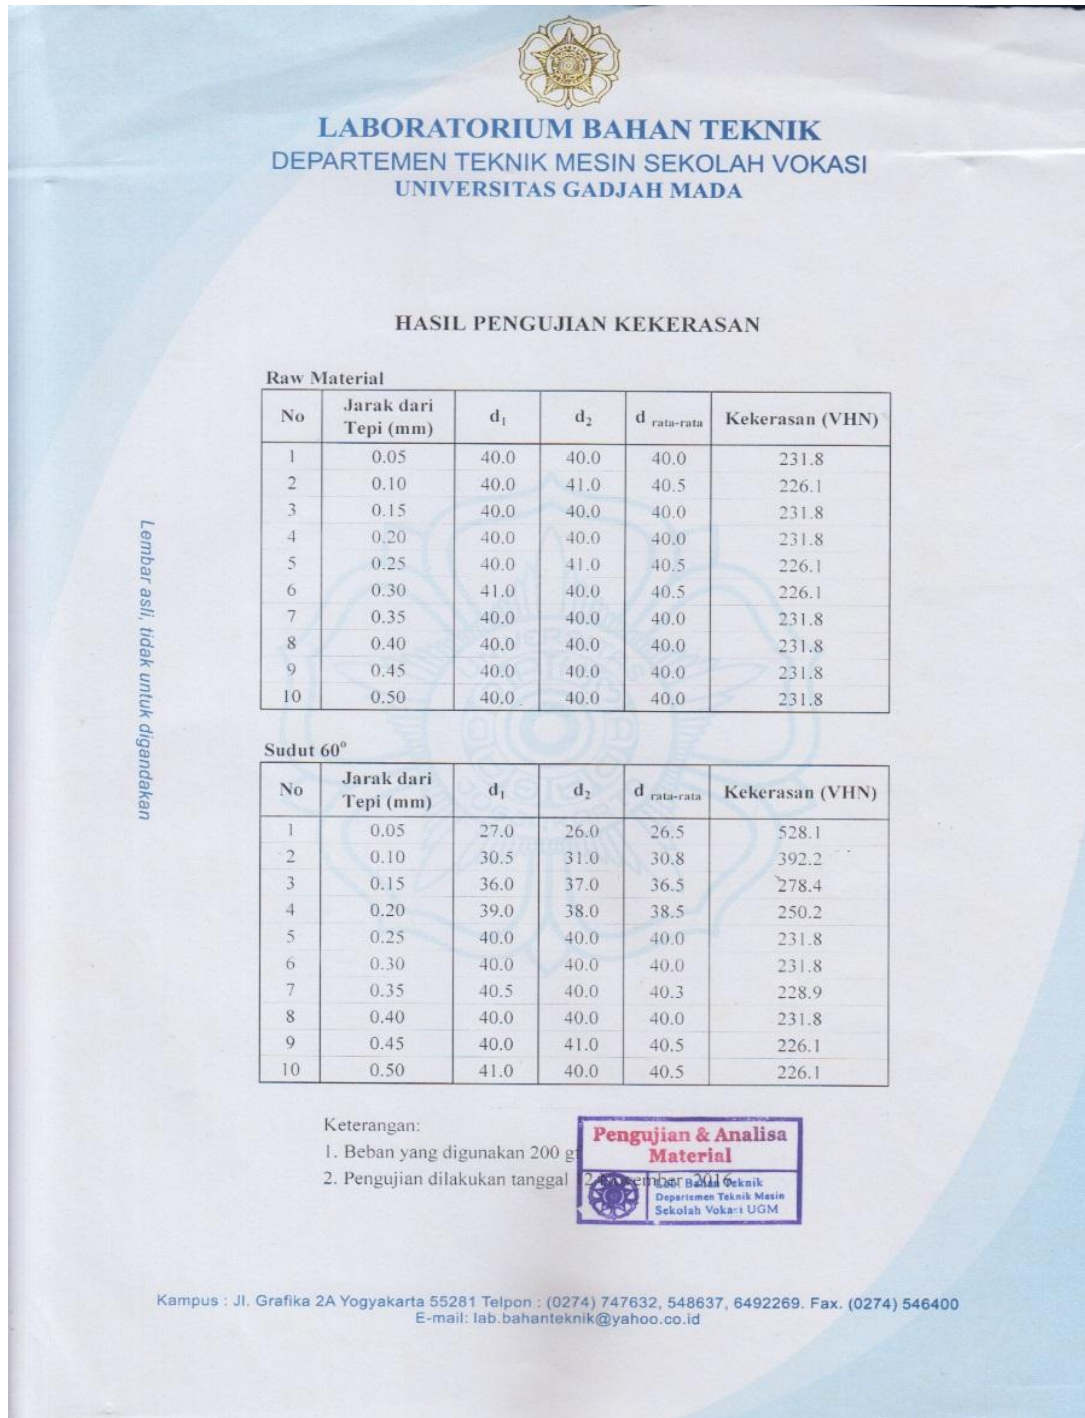 LABORATORIUM BAHAN TEKNIK
DEPARTEMEN TEKNIK MESIN SEKOLAH VOKASI
UNIVERSITAS GADJAH MADA
HASIL PENGUJIAN KEKERASAN
Raw Material
No Jarak dari Tepi (mm) d1 d2 d rata-rata Kekerasan (VHN)
1 0.05 40.0 40.0 40.0 231.8
2 0.10 40.0 41.0 40.5 226.1
3 0.15 40.0 40.0 40.0 231.8
4 0.20 40.0 40.0 40.0 231.8
5 0.25 40.0 41.0 40.5 226.1
6 0.30 41.0 40.0 40.5 226.1
7 0.35 40.0 40.0 40.0 231.8
8 0.40 40.0 40.0 40.0 231.8
9 0.45 40.0 40.0 40.0 231.8
10 0.50 40.0 40.0 40.0 231.8
Sudut 60°
No Jarak dari Tepi (mm) d1 d2 d rata-rata Kekerasan (VHN)
1 0.05 27.0 26.0 26.5 528.1
2 0.10 30.5 31.0 30.8 392.2
3 0.15 36.0 37.0 36.5 278.4
4 0.20 39.0 38.0 38.5 250.2
5 0.25 40.0 40.0 40.0 231.8
6 0.30 40.0 40.0 40.0 231.8
7 0.35 40.5 40.0 40.3 228.9
8 0.40 40.0 40.0 40.0 231.8
9 0.45 40.0 41.0 40.5 226.1
10 0.50 41.0 40.0 40.5 226.1
Keterangan:
1. Beban yang digunakan 200 gf
2. Pengujian dilakukan tanggal 12 November 2016
Pengujian & Analisa
Material
Lab. Bahan Teknik
Departemen Teknik Mesin
Sekolah Vokasi UGM
Lembar asli, tidak untuk digandakan
Kampus : Jl. Grafika 2A Yogyakarta 55281 Telpon : (0274) 747632, 548637, 6492269. Fax. (0274) 546400
E-mail: lab.bahanteknik@yahoo.co.id